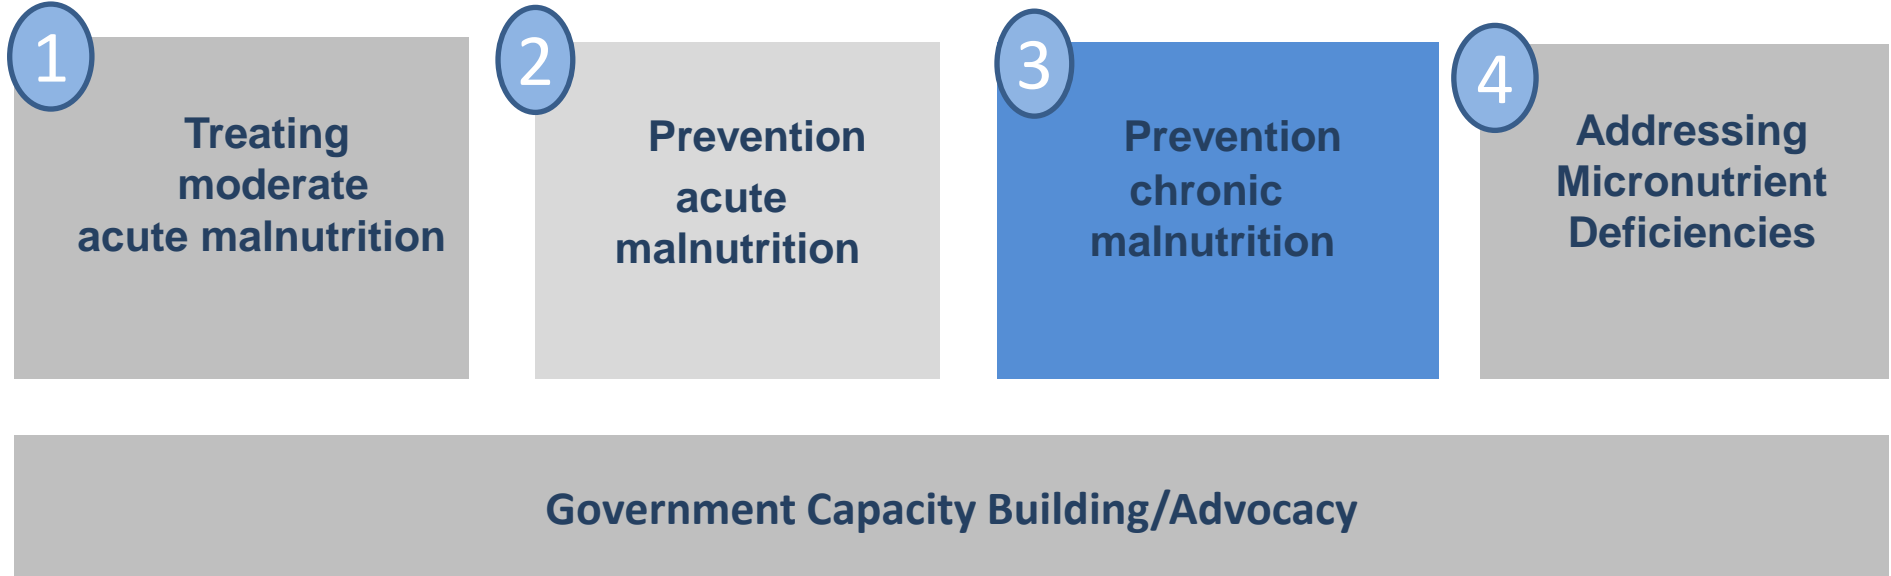 1
Treating
moderate
acute malnutrition
2
Prevention
acute
malnutrition
3
Prevention
chronic
malnutrition
4
Addressing
Micronutrient
Deficiencies
Government Capacity Building/Advocacy